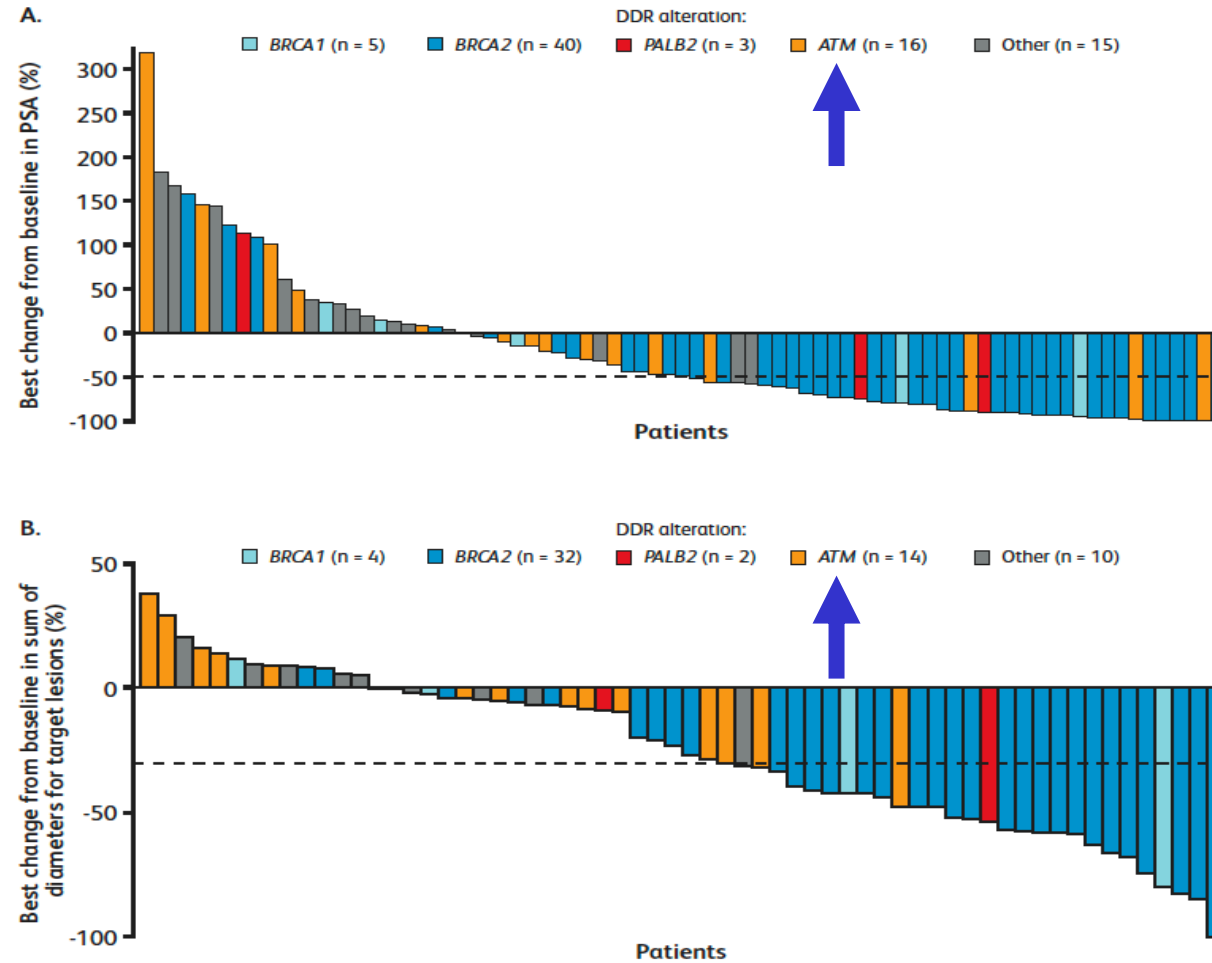 A.
DDR alteration:
BRCA1 (n = 5) BRCA2 (n = 40) PALB2 (n = 3) ATM (n = 16) Other (n = 15)
Best change from baseline in PSA (%)
300
250
200
150
100
50
0
-50
-100
Patients
B.
DDR alteration:
BRCA1 (n = 4) BRCA2 (n = 32) PALB2 (n = 2) ATM (n = 14) Other (n = 10)
Best change from baseline in sum of
diameters for target lesions (%)
50
0
-50
-100
Patients